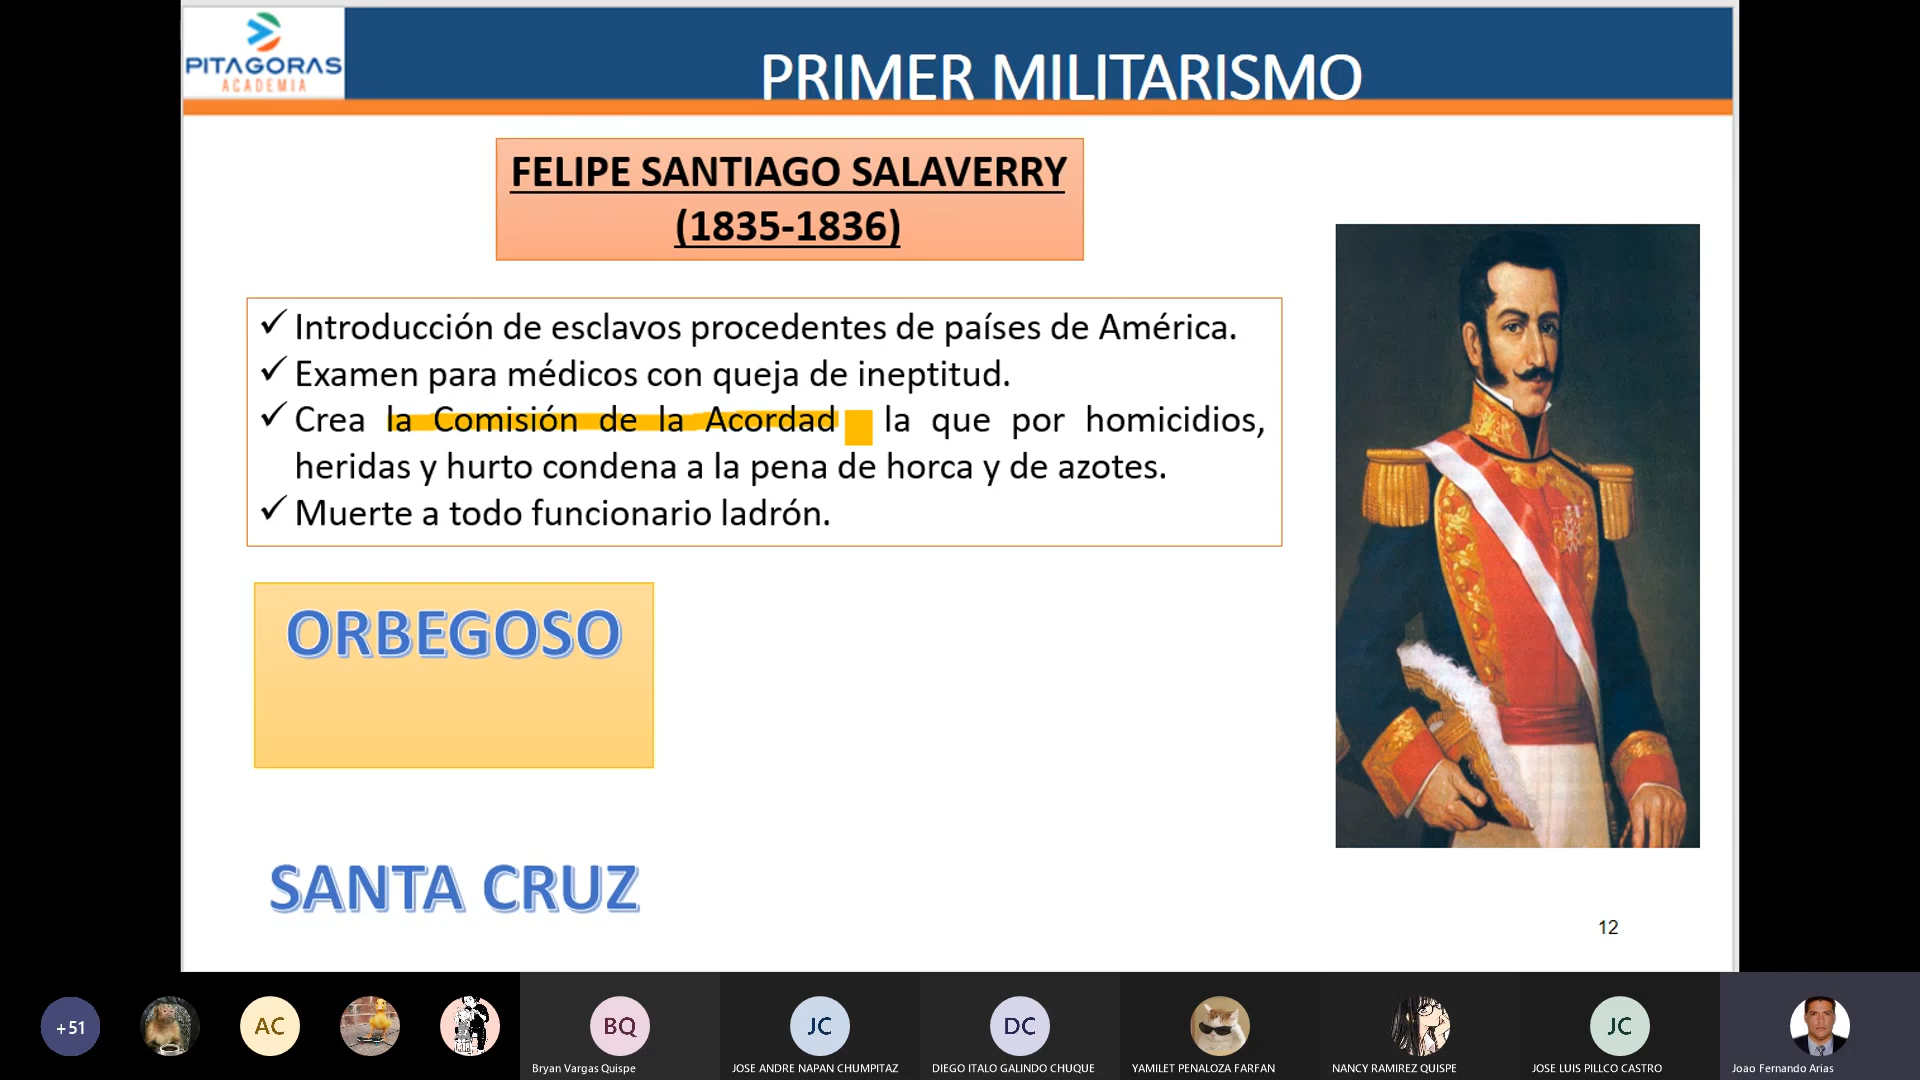 PITAGORAS
ACADEMIA
PRIMER MILITARISMO
FELIPE SANTIAGO SALAVERRY
(1835-1836)
✓ Introducción de esclavos procedentes de países de América.
✓ Examen para médicos con queja de ineptitud.
✓ Crea la Comisión de la Acordad la que por homicidios,
heridas y hurto condena a la pena de horca y de azotes.
✓ Muerte a todo funcionario ladrón.
ORBEGOSO
SANTA CRUZ
12
+51
AC
BQ
JC
DC
JC
Bryan Vargas Quispe
JOSE ANDRE NAPAN CHUMPITAZ
DIEGO ITALO GALINDO CHUQUE
YAMILET PENALOZA FARFAN
NANCY RAMIREZ QUISPE
JOSE LUIS PILLCO CASTRO
Joao Fernando Arias